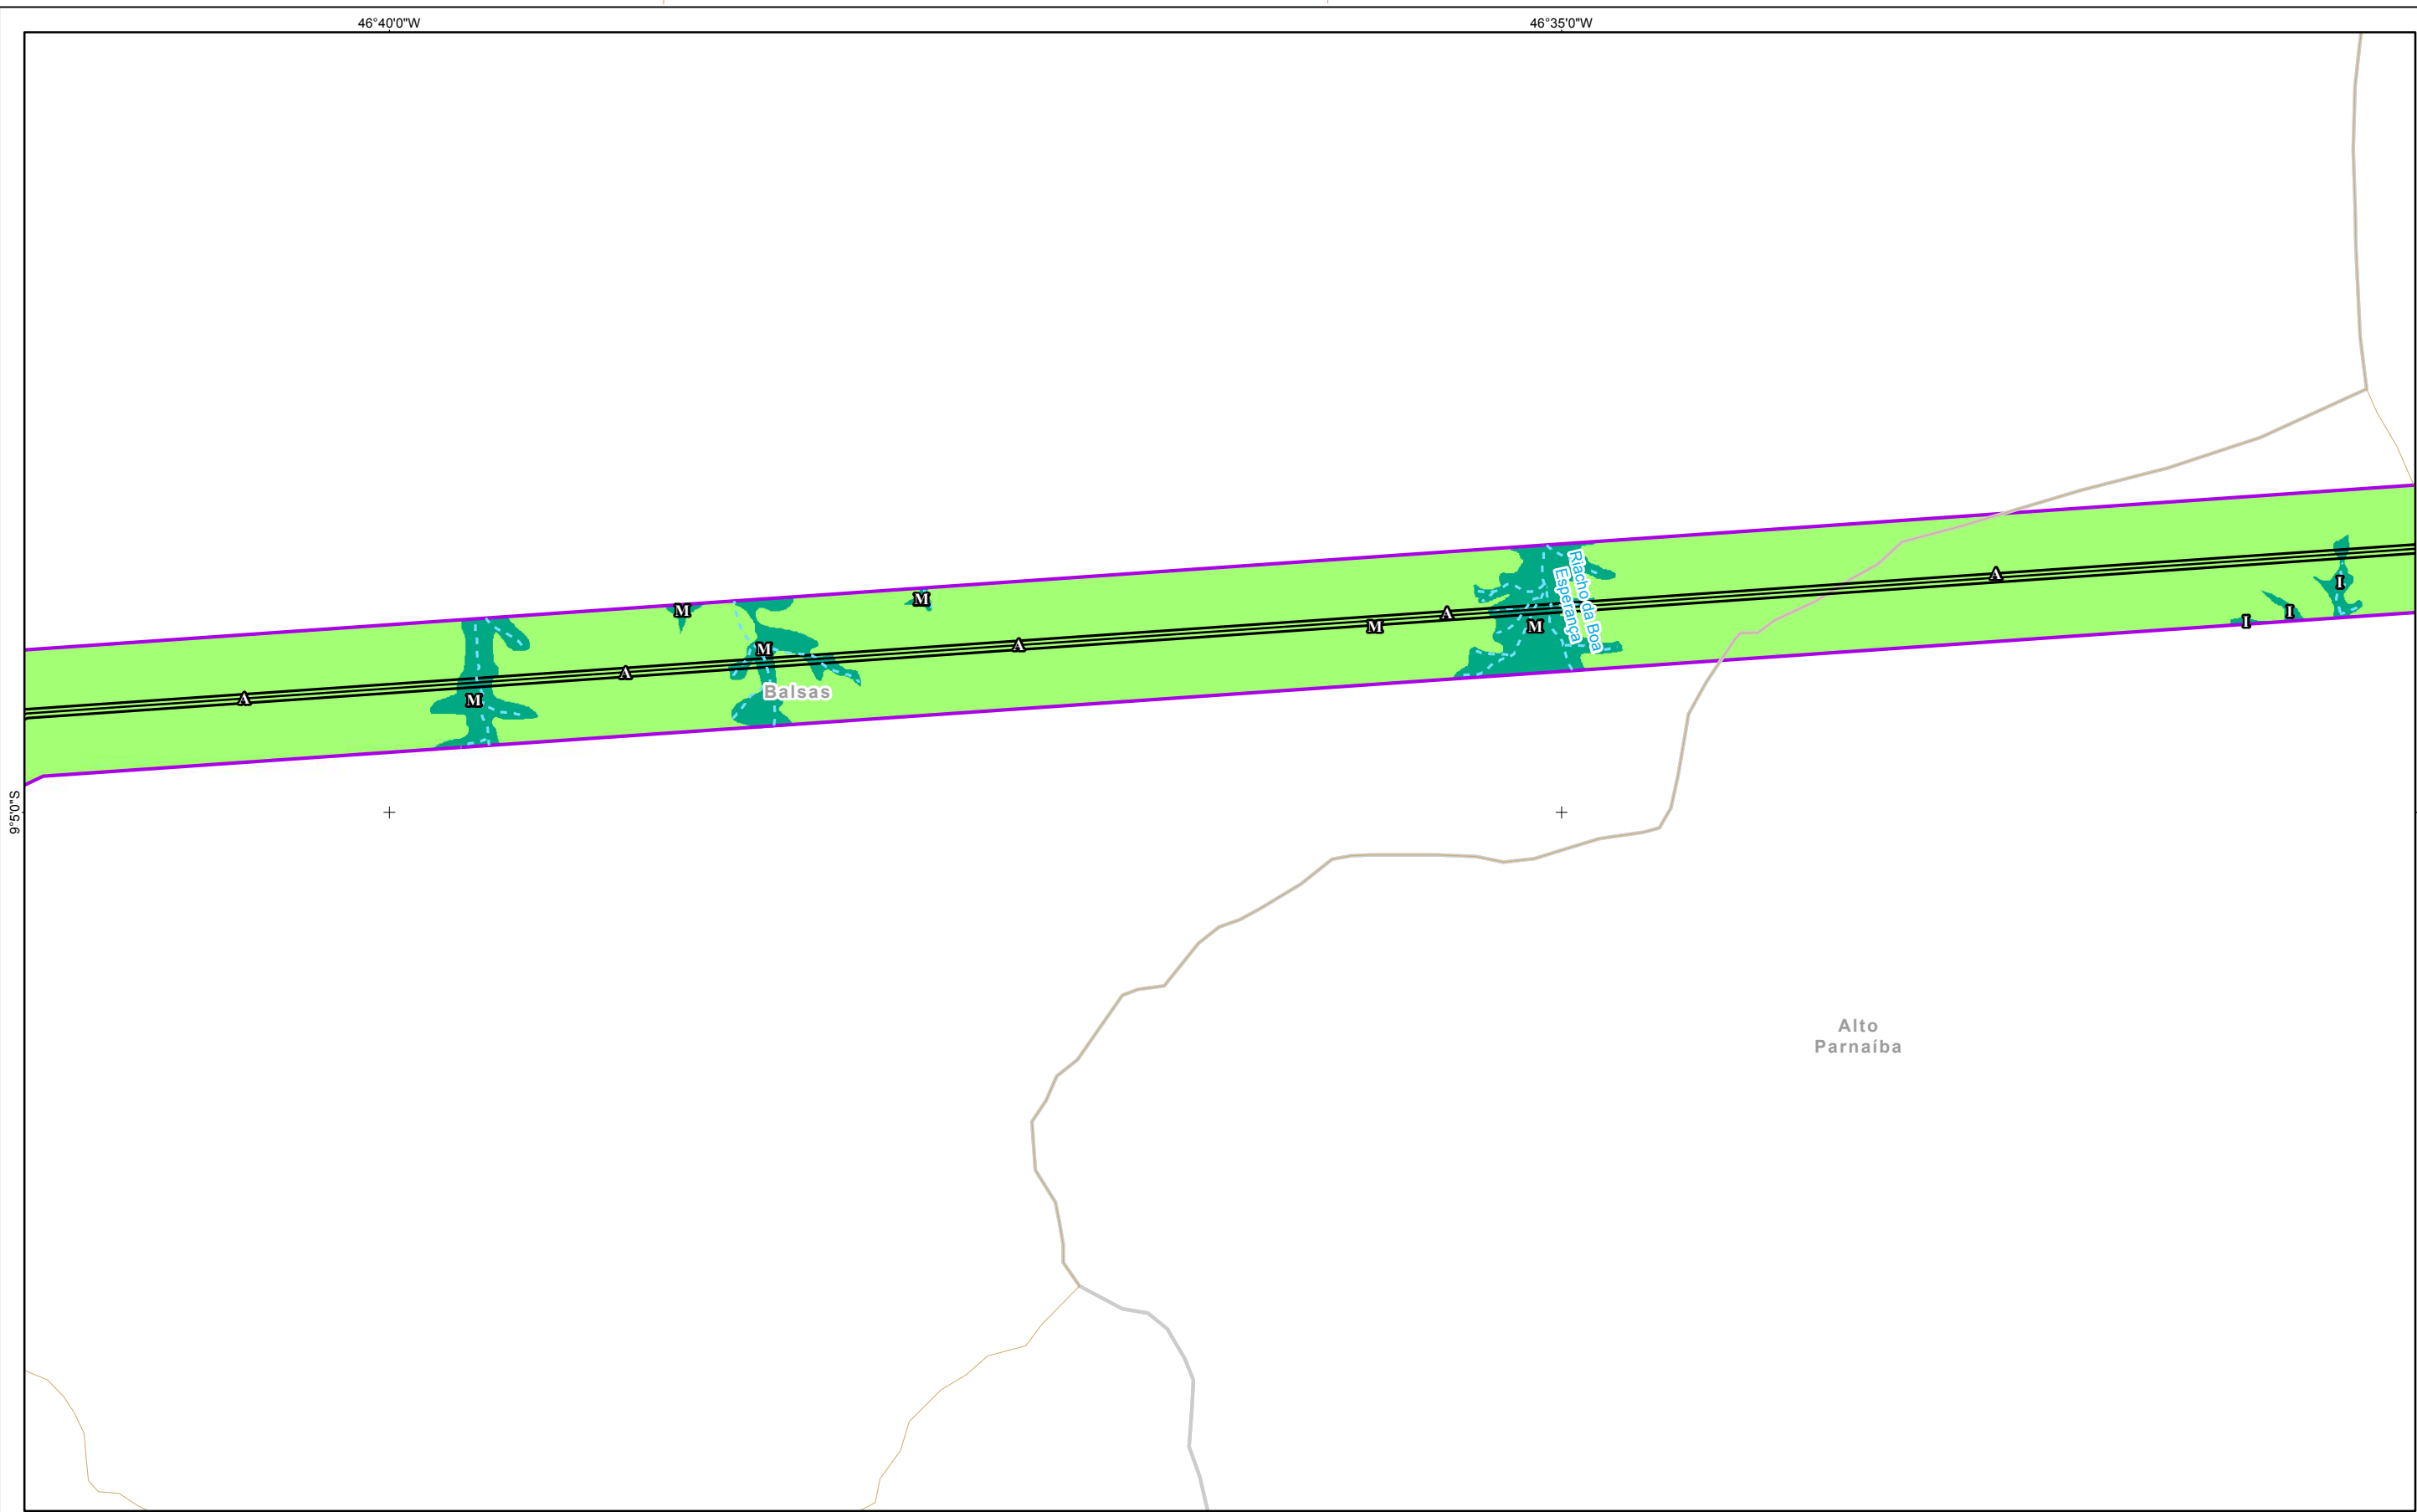 46°40'0"W
46°35'0"W
9°5'0"S
M
M
A
A
I
M
Riacho da Boa
Esperança
I
A
M
M
I
A
M
A
Balsas
A
M
Alto
Parnaíba